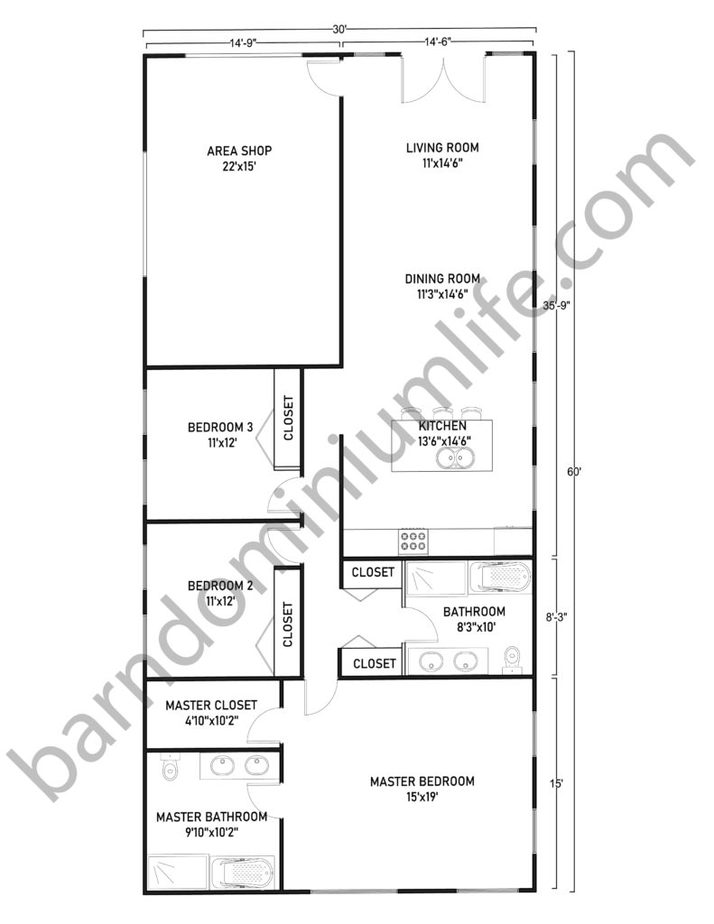 30'
14'-9"
14'-6"
AREA SHOP
22'x15'
LIVING ROOM
11'x14'6"
DINING ROOM
11'3"x14'6"
35'-9"
BEDROOM 3
11'x12'
CLOSET
KITCHEN
13'6"x14'6"
60'
BEDROOM 2
11'x12'
CLOSET
CLOSET
BATHROOM
8'3"x10'
8'-3"
CLOSET
MASTER CLOSET
4'10"x10'2"
MASTER BEDROOM
15'x19'
15'
MASTER BATHROOM
9'10"x10'2"
barndominiumlife.com